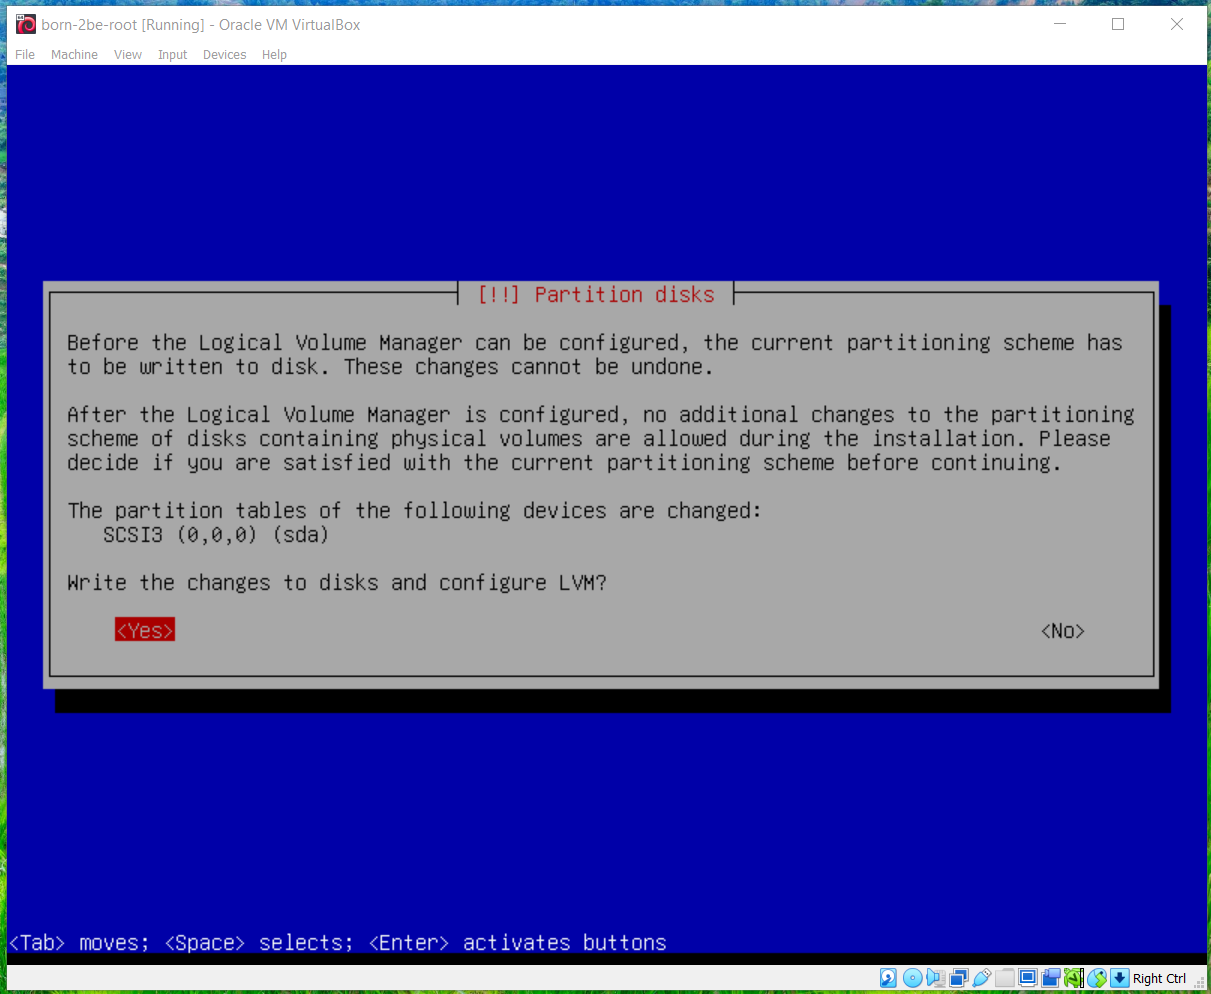 born-2be-root [Running] - Oracle VM VirtualBox
File Machine View Input Devices Help
[!!] Partition disks
Before the Logical Volume Manager can be configured, the current partitioning scheme has
to be written to disk. These changes cannot be undone.
After the Logical Volume Manager is configured, no additional changes to the partitioning
scheme of disks containing physical volumes are allowed during the installation. Please
decide if you are satisfied with the current partitioning scheme before continuing.
The partition tables of the following devices are changed:
SCSI3 (0,0,0) (sda)
Write the changes to disks and configure LVM?
<Yes> <No>
<Tab> moves; <Space> selects; <Enter> activates buttons
Right Ctrl